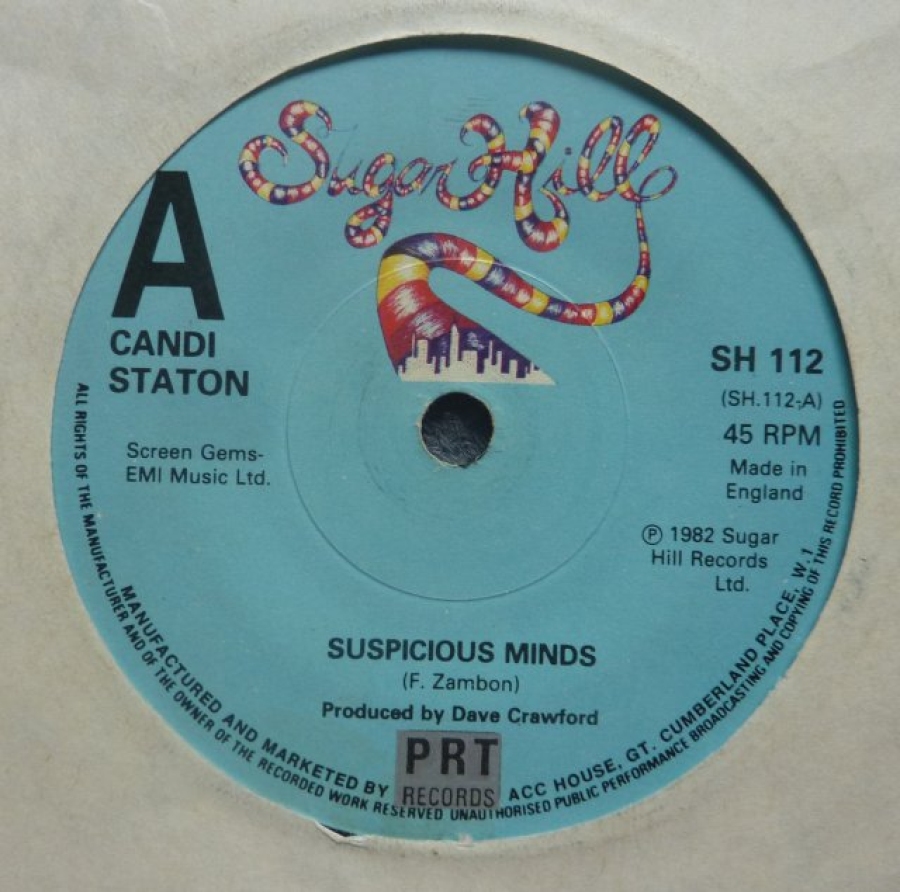 Sugar Hill
A
CANDI
STATON
Screen Gems-
EMI Music Ltd.
SH 112
(SH.112-A)
45 RPM
Made in
England
℗ 1982 Sugar
Hill Records
Ltd.
SUSPICIOUS MINDS
(F. Zambon)
Produced by Dave Crawford
MANUFACTURED AND MARKETED BY PRT RECORDS ACC HOUSE, GT. CUMBERLAND PLACE, W.1
ALL RIGHTS OF THE MANUFACTURER AND OF THE OWNER OF THE RECORDED WORK RESERVED UNAUTHORISED PUBLIC PERFORMANCE BROADCASTING AND COPYING OF THIS RECORD PROHIBITED